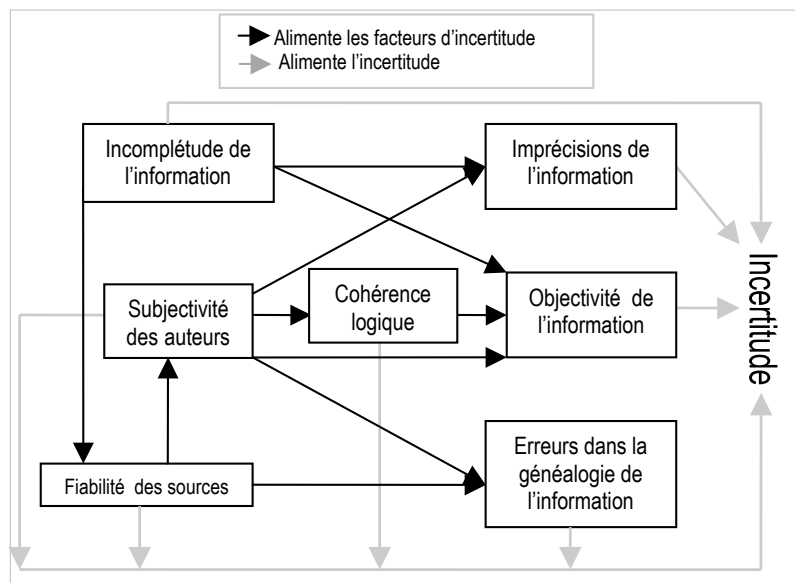 Alimente les facteurs d'incertitude
Alimente l'incertitude
Incomplétude de
l'information
Imprécisions de
l'information
Subjectivité
des auteurs
Cohérence
logique
Objectivité de
l'information
Incertitude
Fiabilité des sources
Erreurs dans la
généalogie de
l'information